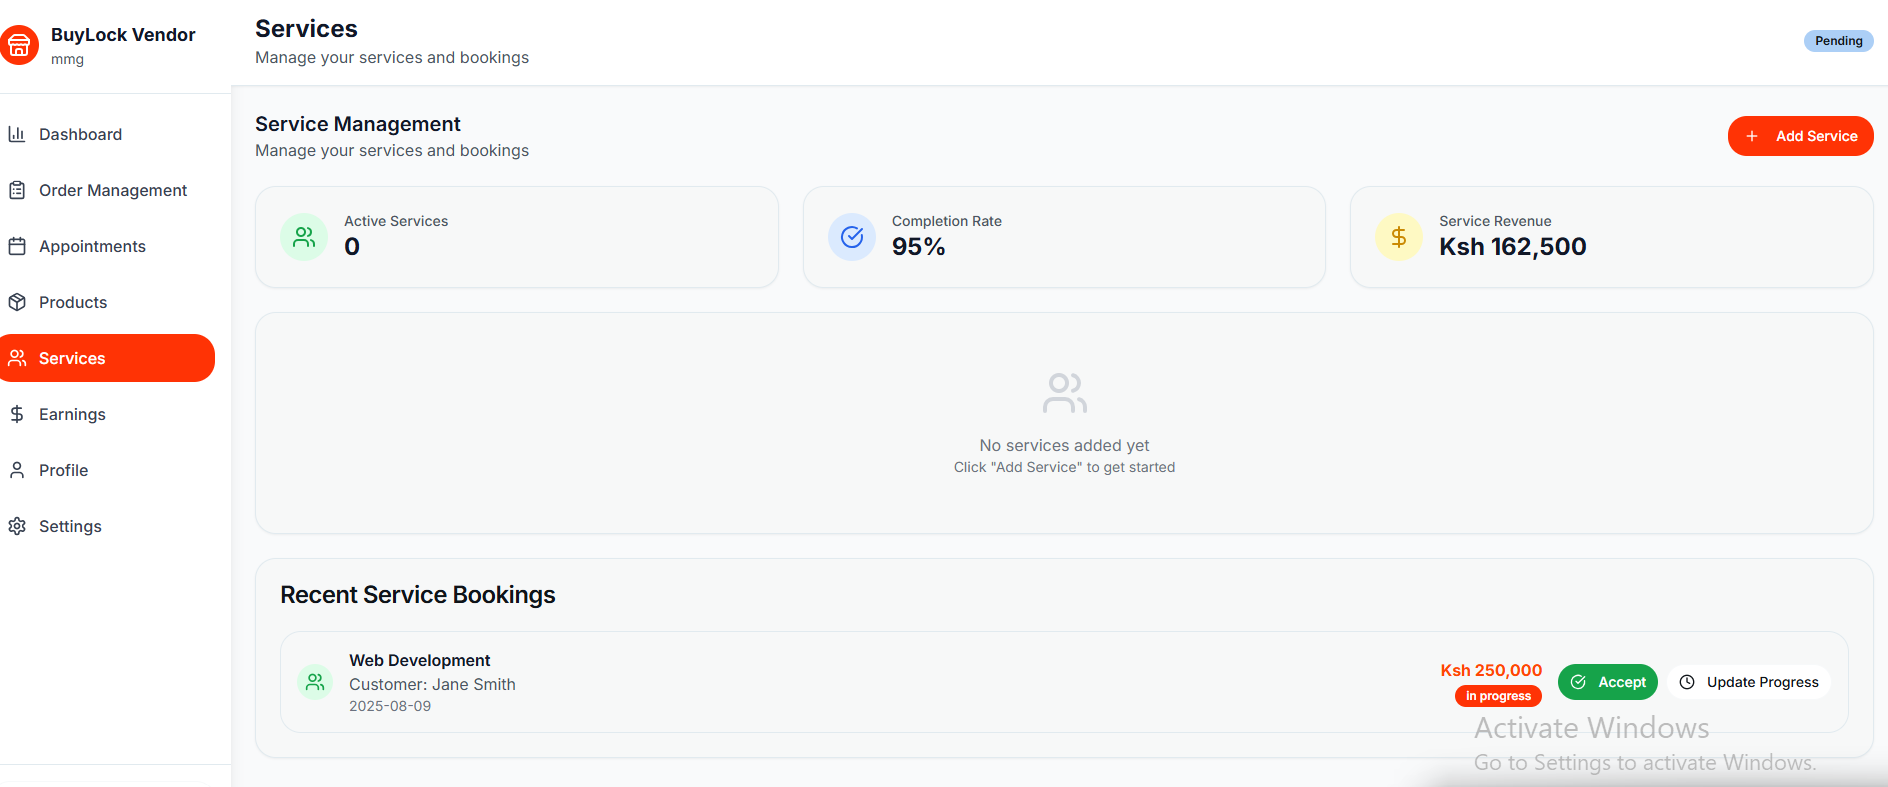 BuyLock Vendor
mmg
Dashboard
Order Management
Appointments
Products
Services
Earnings
Profile
Settings
Services
Manage your services and bookings
Pending
Service Management
Manage your services and bookings
Add Service
Active Services
0
Completion Rate
95%
Service Revenue
Ksh 162,500
No services added yet
Click "Add Service" to get started
Recent Service Bookings
Web Development
Customer: Jane Smith
2025-08-09
Ksh 250,000
in progress
Accept
Update Progress
Activate Windows
Go to Settings to activate Windows.